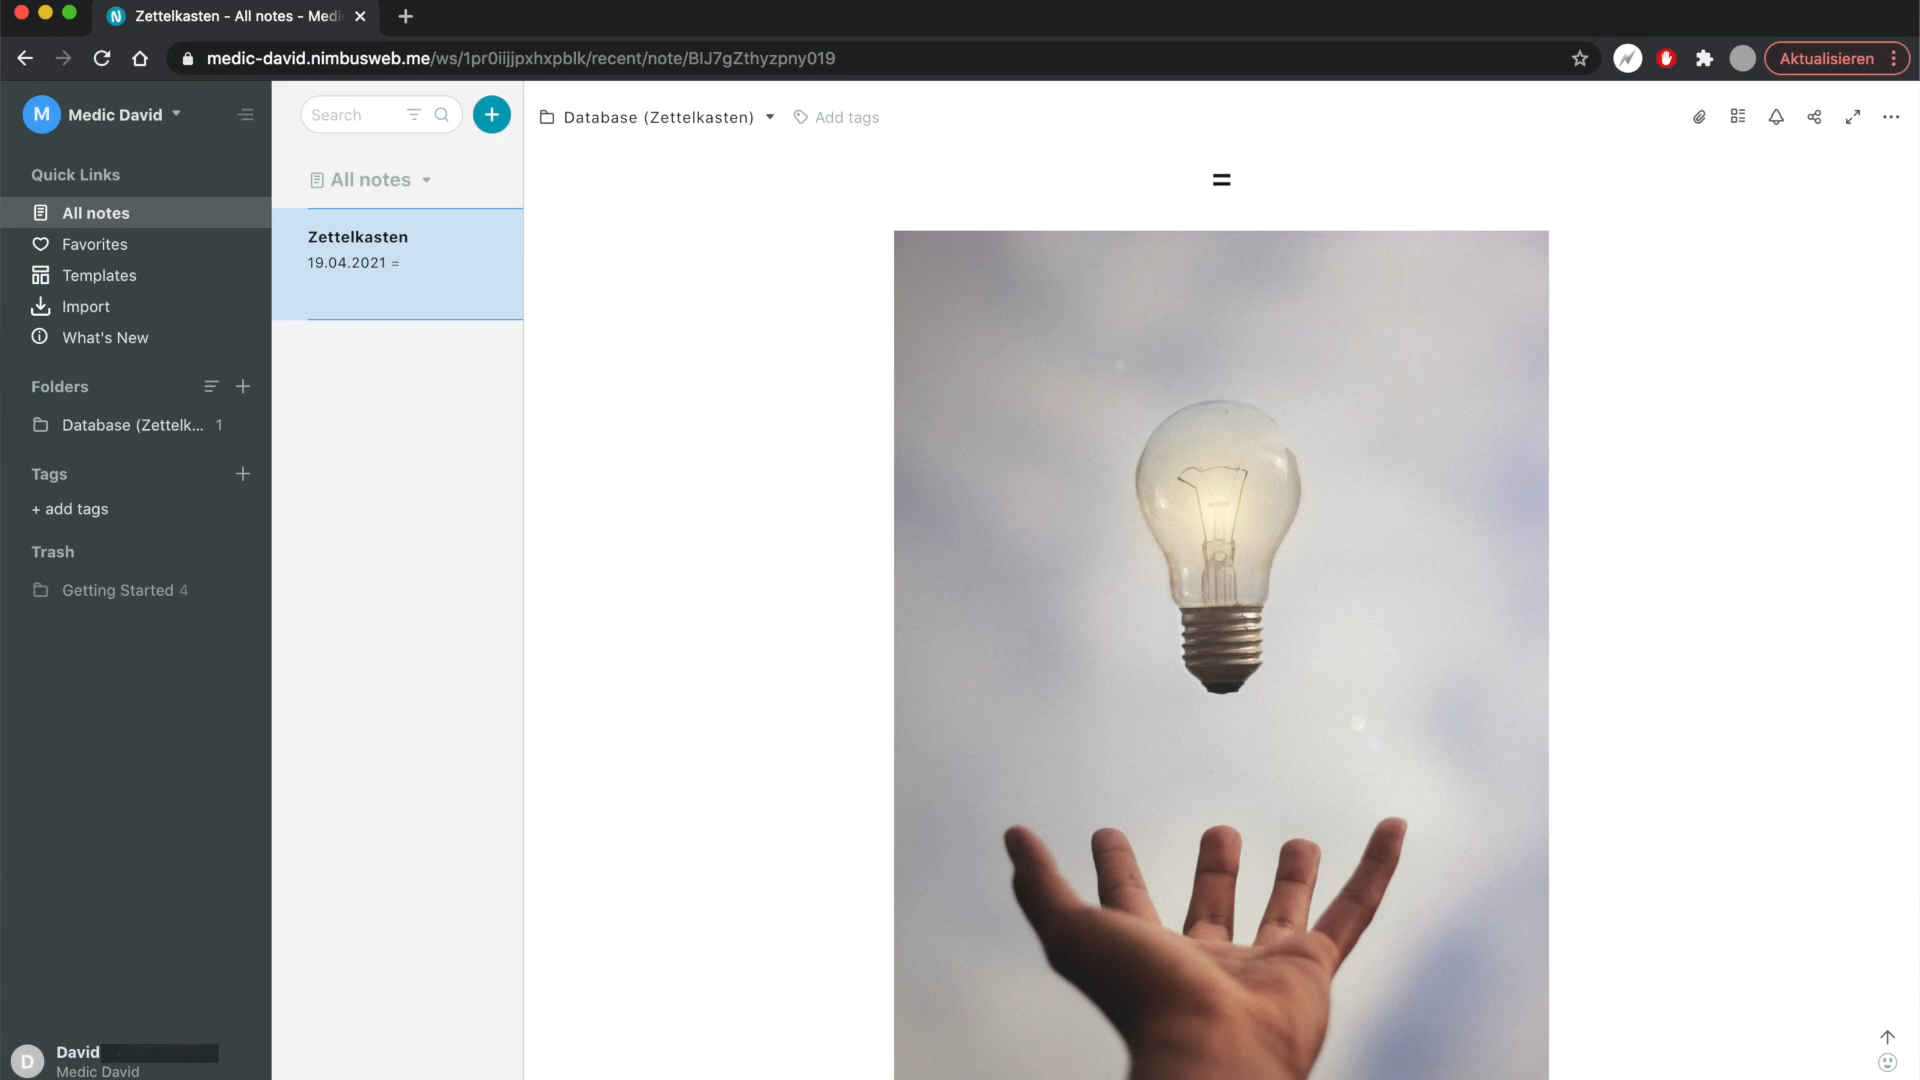 Zettelkasten - All notes - Medic
medic-david.nimbusweb.me/ws/1pr0iijjpxhxpblk/recent/note/BlJ7gZthyzpny019
Aktualisieren
M Medic David
Quick Links
All notes
Favorites
Templates
Import
What's New
Folders
Database (Zettelk... 1
Tags
+ add tags
Trash
Getting Started 4
D David
Medic David
Search
All notes
Zettelkasten
19.04.2021 =
Database (Zettelkasten)
Add tags
=